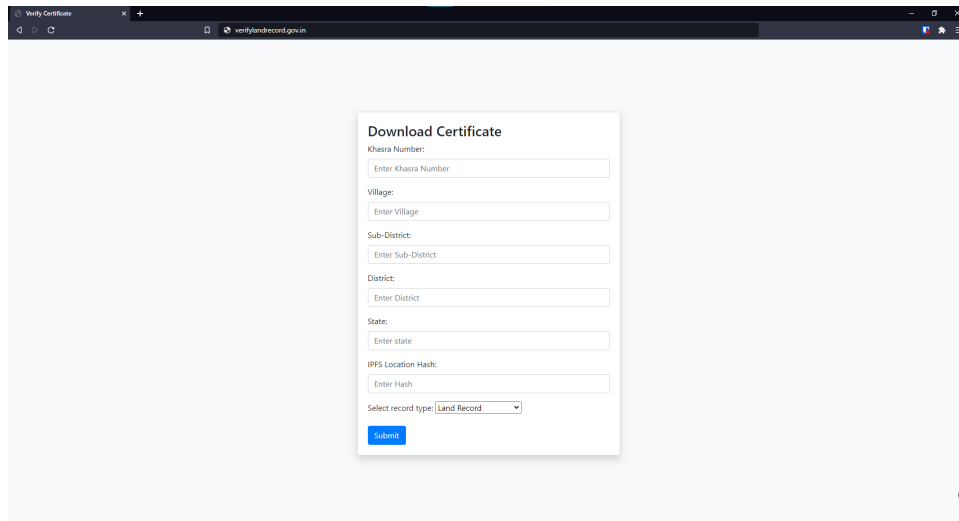 Verify Certificate
verifylandrecord.gov.in
Download Certificate
Khasra Number:
Enter Khasra Number
Village:
Enter Village
Sub-District:
Enter Sub-District
District:
Enter District
State:
Enter state
IPFS Location Hash:
Enter Hash
Select record type: Land Record
Submit